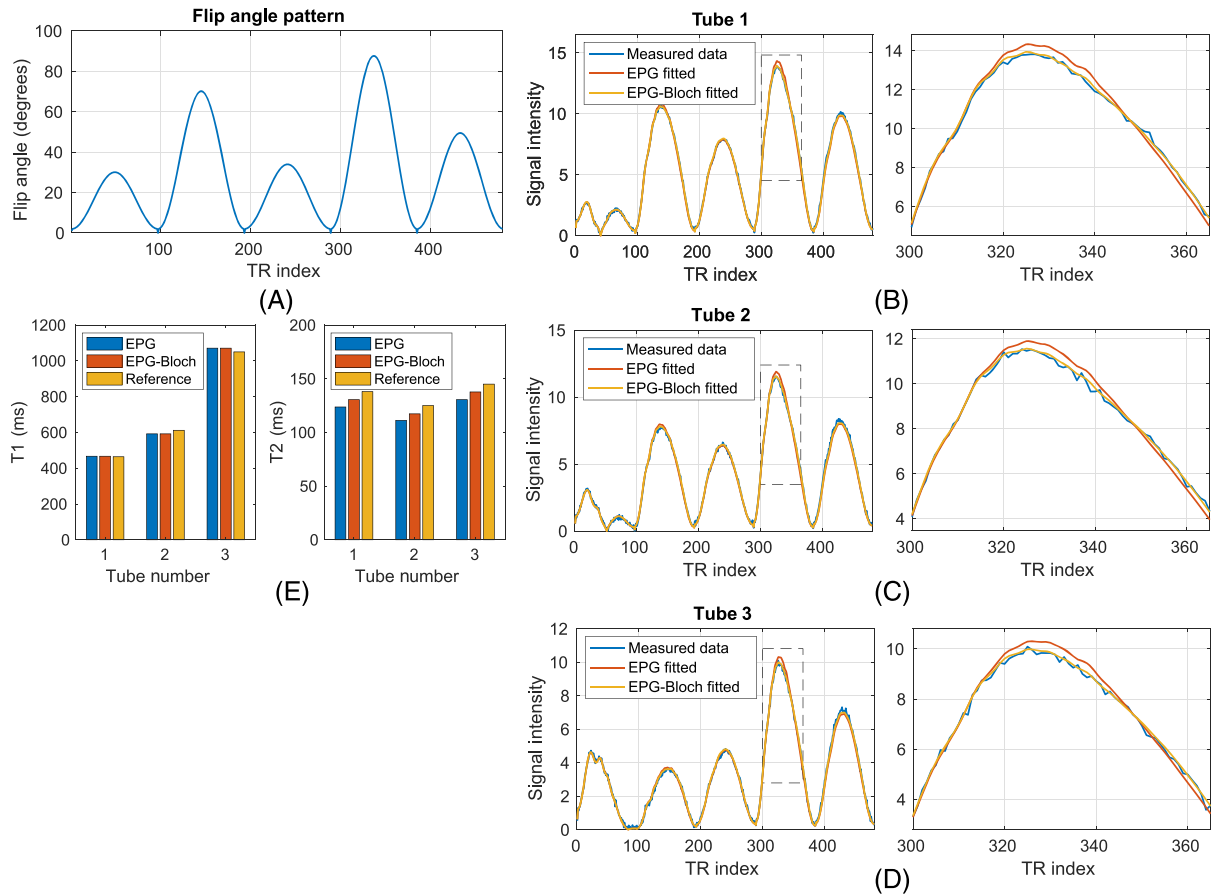 Flip angle pattern
100
80
60
40
20
0
Flip angle (degrees)
100 200 300 400
TR index
(A)
Tube 1
15
10
5
0
Signal intensity
Measured data
EPG fitted
EPG-Bloch fitted
0 100 200 300 400
TR index
14
12
10
8
6
300 320 340 360
TR index
(B)
Tube 2
15
10
5
0
Signal intensity
Measured data
EPG fitted
EPG-Bloch fitted
0 100 200 300 400
TR index
12
10
8
6
4
300 320 340 360
TR index
(C)
1200
1000
800
600
400
200
0
T1 (ms)
EPG
EPG-Bloch
Reference
1 2 3
Tube number
200
150
100
50
0
T2 (ms)
EPG
EPG-Bloch
Reference
1 2 3
Tube number
(E)
Tube 3
12
10
8
6
4
2
0
Signal intensity
Measured data
EPG fitted
EPG-Bloch fitted
0 100 200 300 400
TR index
10
8
6
4
300 320 340 360
TR index
(D)